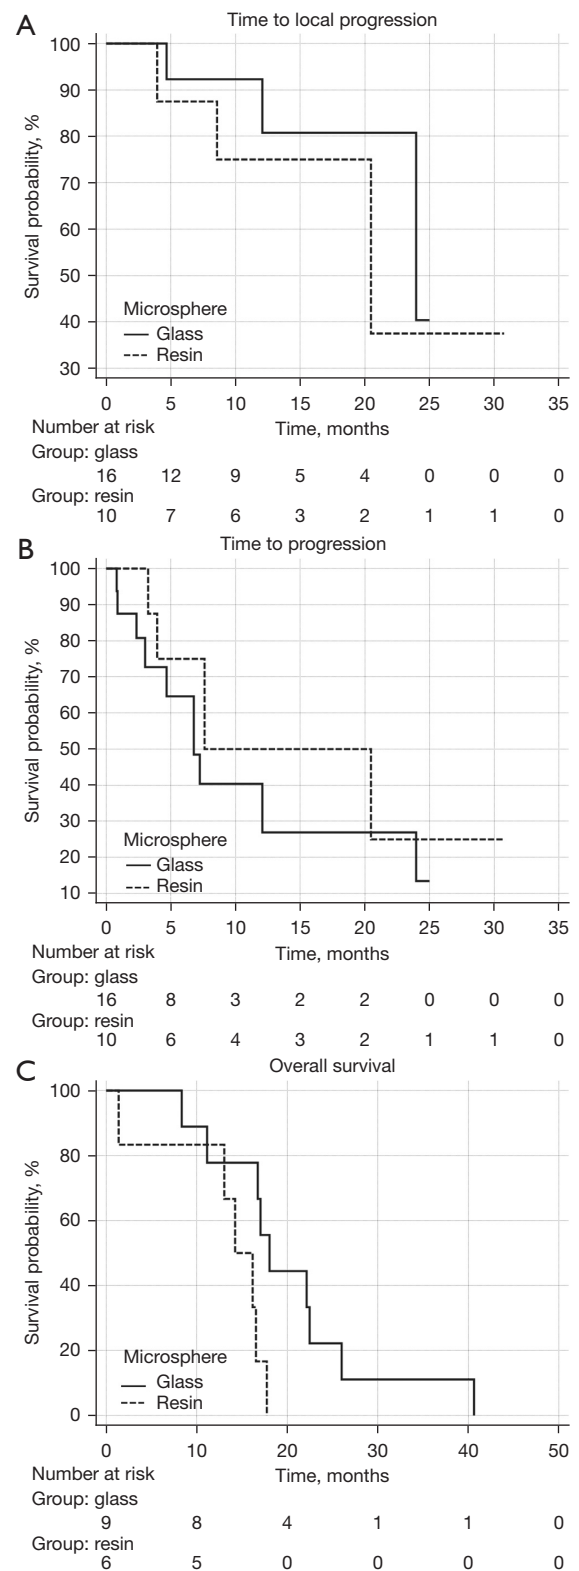 A
Time to local progression
100
90
80
70
60
50
40
30
Survival probability, %
Microsphere
Glass
Resin
0 5 10 15 20 25 30 35
Time, months
Number at risk
Group: glass
16 12 9 5 4 0 0 0
Group: resin
10 7 6 3 2 1 1 0
B
Time to progression
100
90
80
70
60
50
40
30
20
10
Survival probability, %
Microsphere
Glass
Resin
0 5 10 15 20 25 30 35
Time, months
Number at risk
Group: glass
16 8 3 2 2 0 0 0
Group: resin
10 6 4 3 2 1 1 0
C
Overall survival
100
80
60
40
20
0
Survival probability, %
Microsphere
Glass
Resin
0 10 20 30 40 50
Time, months
Number at risk
Group: glass
9 8 4 1 1 0
Group: resin
6 5 0 0 0 0